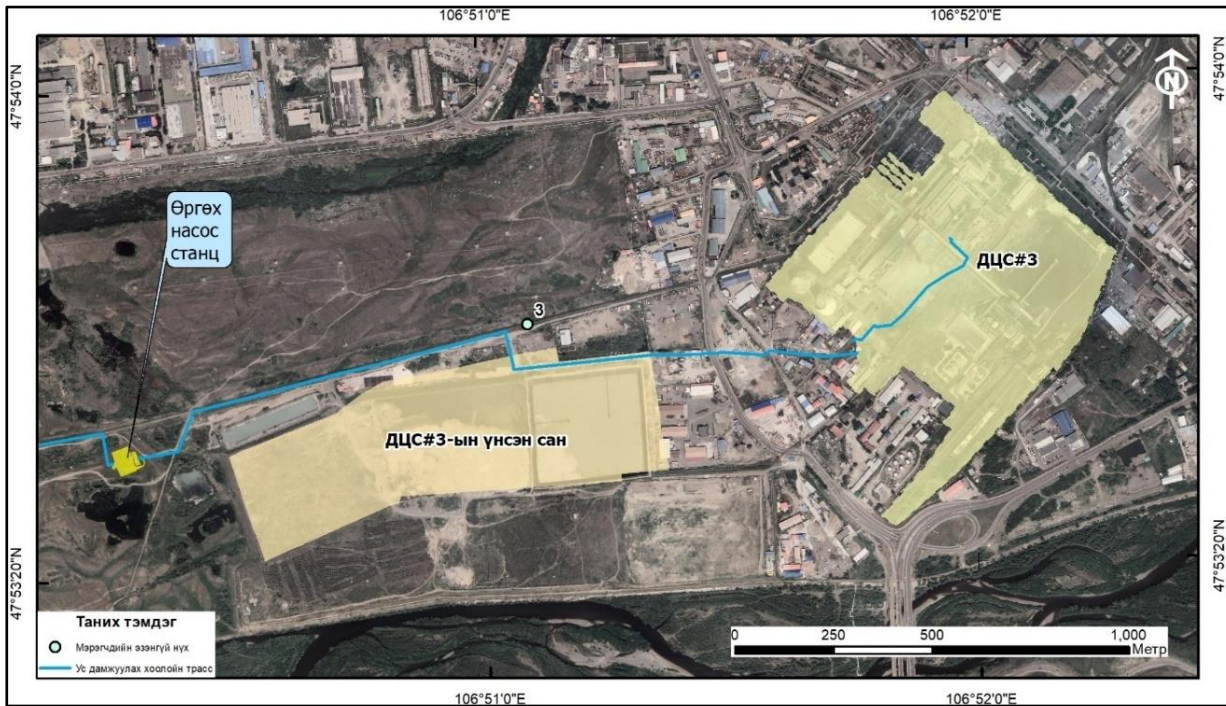 106°51'0"E
106°52'0"E
47°54'0"N
47°54'0"N
N
Өргөх
насос
станц
3
ДЦС#3
ДЦС#3-ын үнсэн сан
47°53'20"N
47°53'20"N
Таних тэмдэг
Мэрэгчдийн эзэнгүй нүх
Ус дамжуулах хоолойн трасс
0 250 500 1,000
Метр
106°51'0"E
106°52'0"E